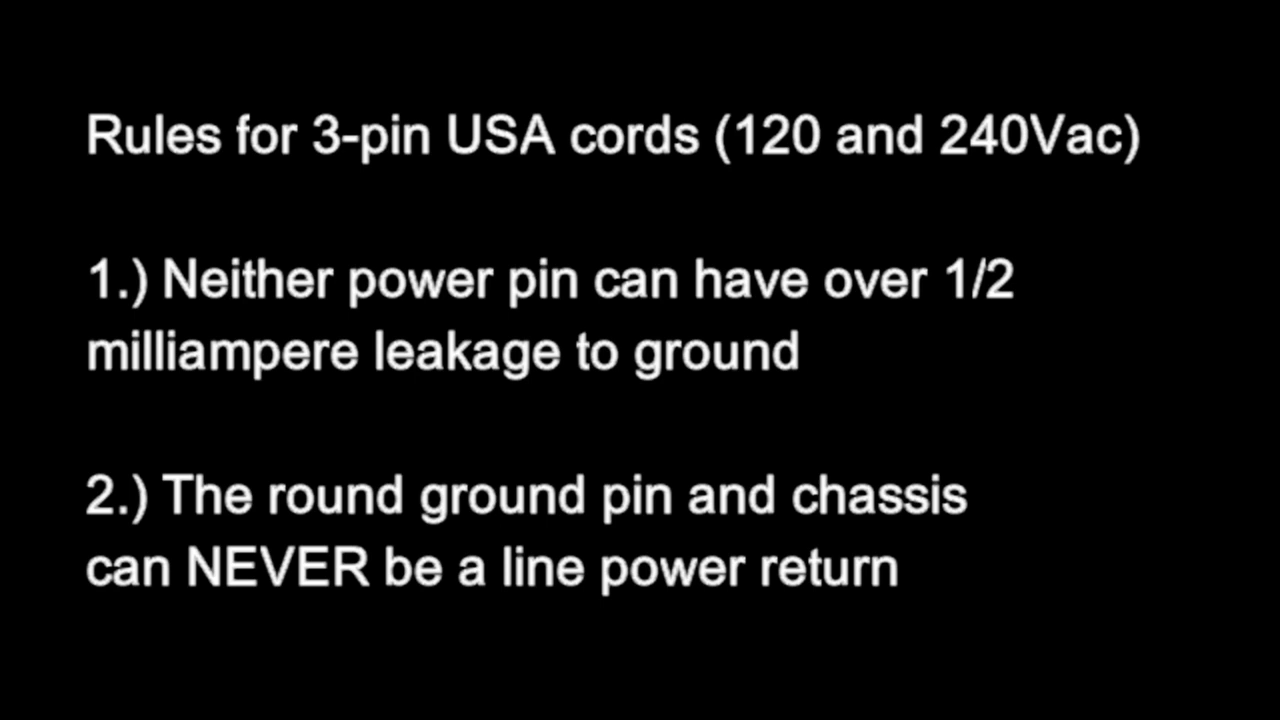 Rules for 3-pin USA cords (120 and 240Vac)
1.) Neither power pin can have over 1/2
milliampere leakage to ground
2.) The round ground pin and chassis
can NEVER be a line power return